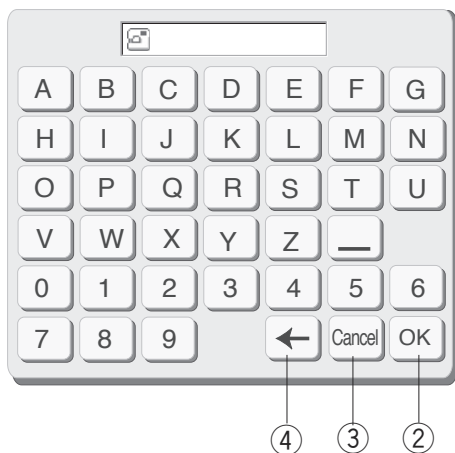 A B C D E F G
H I J K L M N
O P Q R S T U
V W X Y Z _
0 1 2 3 4 5 6
7 8 9 ← Cancel OK
④ ③ ②